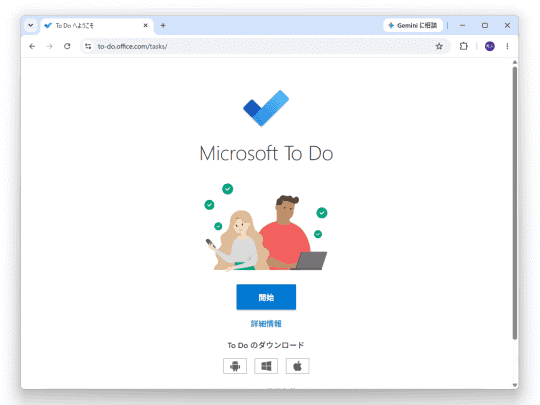 To Do へようこそ
Gemini に相談
to-do.office.com/tasks/
Microsoft To Do
開始
詳細情報
To Do のダウンロード